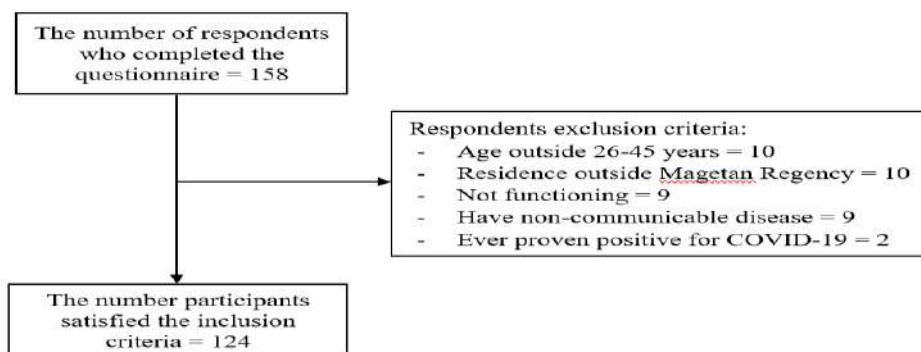 The number of respondents
who completed the
questionnaire = 158
Respondents exclusion criteria:
- Age outside 26-45 years = 10
- Residence outside Magetan Regency = 10
- Not functioning = 9
- Have non-communicable disease = 9
- Ever proven positive for COVID-19 = 2
The number participants
satisfied the inclusion
criteria = 124